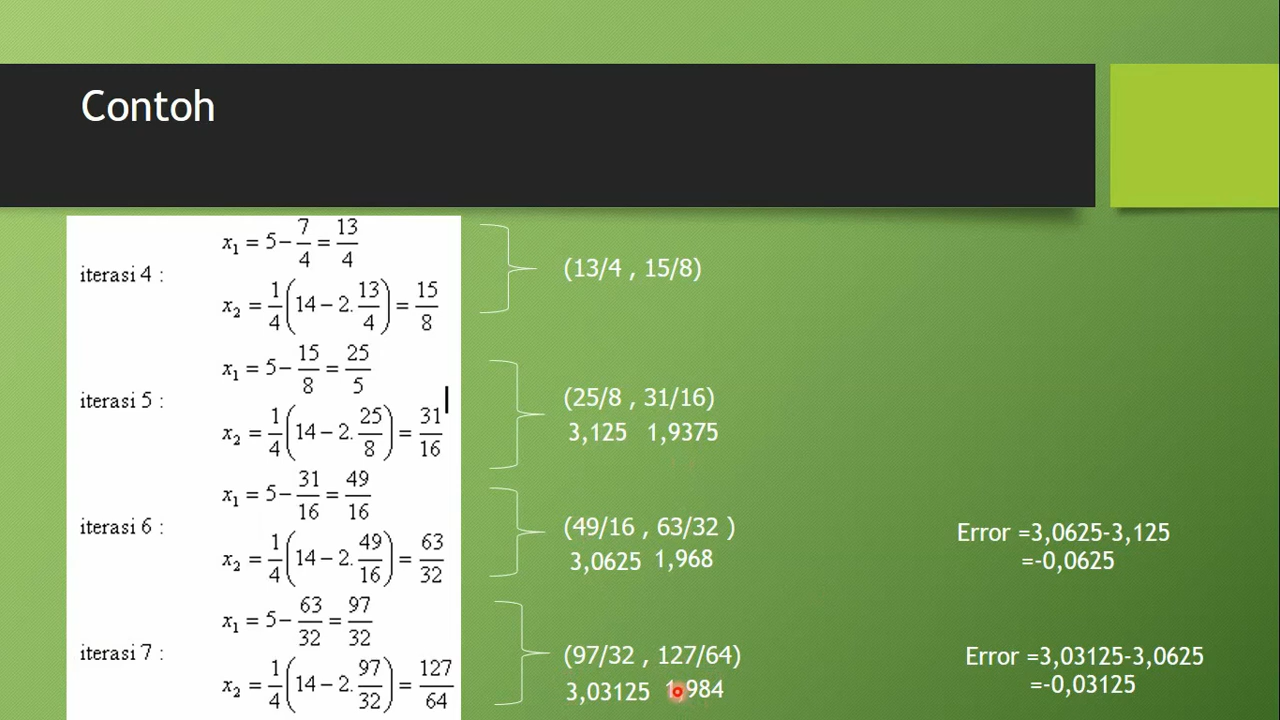 Contoh
iterasi 4 :
x₁ = 5 − 7/4 = 13/4
x₂ = 1/4 (14 − 2. 13/4) = 15/8
(13/4 , 15/8)
iterasi 5 :
x₁ = 5 − 15/8 = 25/5
x₂ = 1/4 (14 − 2. 25/8) = 31/16
(25/8 , 31/16)
3,125 1,9375
iterasi 6 :
x₁ = 5 − 31/16 = 49/16
x₂ = 1/4 (14 − 2. 49/16) = 63/32
(49/16 , 63/32 )
3,0625 1,968
Error =3,0625-3,125
=-0,0625
iterasi 7 :
x₁ = 5 − 63/32 = 97/32
x₂ = 1/4 (14 − 2. 97/32) = 127/64
(97/32 , 127/64)
3,03125 1,984
Error =3,03125-3,0625
=-0,03125